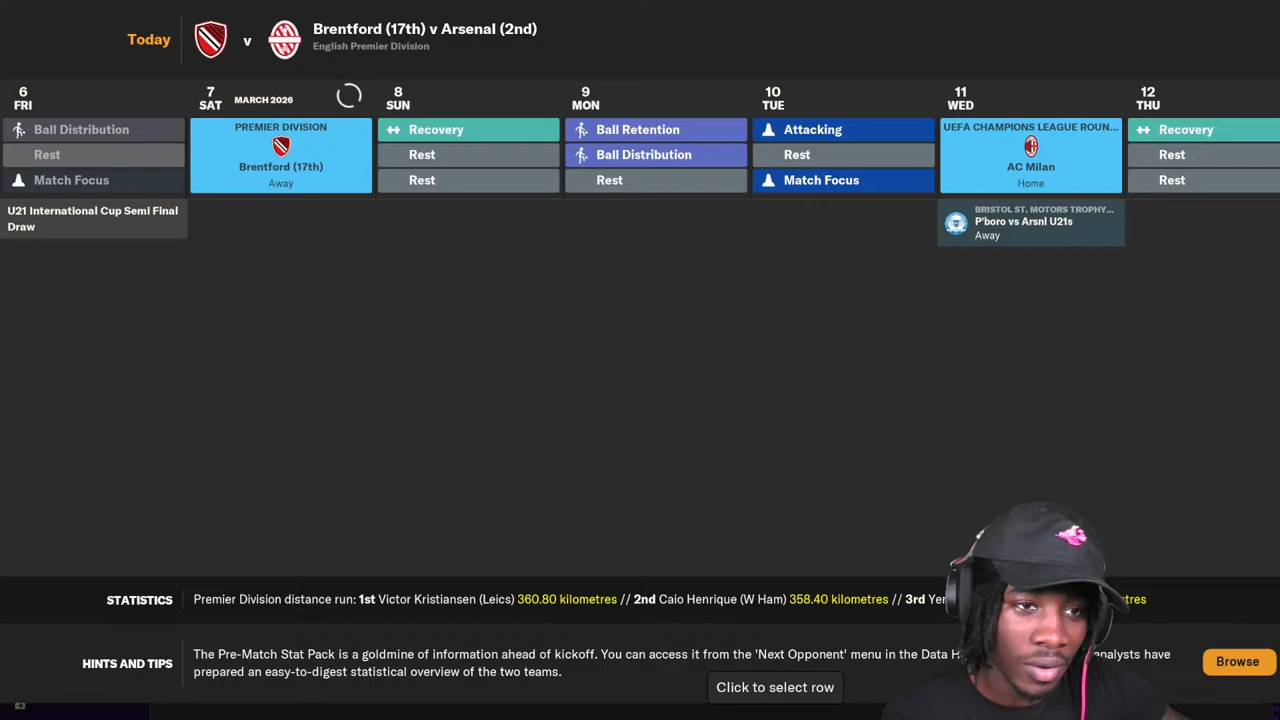 Today
v
Brentford (17th) v Arsenal (2nd)
English Premier Division
6
FRI
7
SAT
MARCH 2026
8
SUN
9
MON
10
TUE
11
WED
12
THU
Ball Distribution
Rest
Match Focus
PREMIER DIVISION
Brentford (17th)
Away
Recovery
Rest
Rest
Ball Retention
Ball Distribution
Rest
Attacking
Rest
Match Focus
UEFA CHAMPIONS LEAGUE ROUN...
AC Milan
Home
Recovery
Rest
Rest
U21 International Cup Semi Final
Draw
BRISTOL ST. MOTORS TROPHY...
P'boro vs Arsnl U21s
Away
STATISTICS
Premier Division distance run: 1st Victor Kristiansen (Leics) 360.80 kilometres // 2nd Caio Henrique (W Ham) 358.40 kilometres // 3rd
HINTS AND TIPS
The Pre-Match Stat Pack is a goldmine of information ahead of kickoff. You can access it from the 'Next Opponent' menu in the Data analysts have
prepared an easy-to-digest statistical overview of the two teams.
Browse
Click to select row